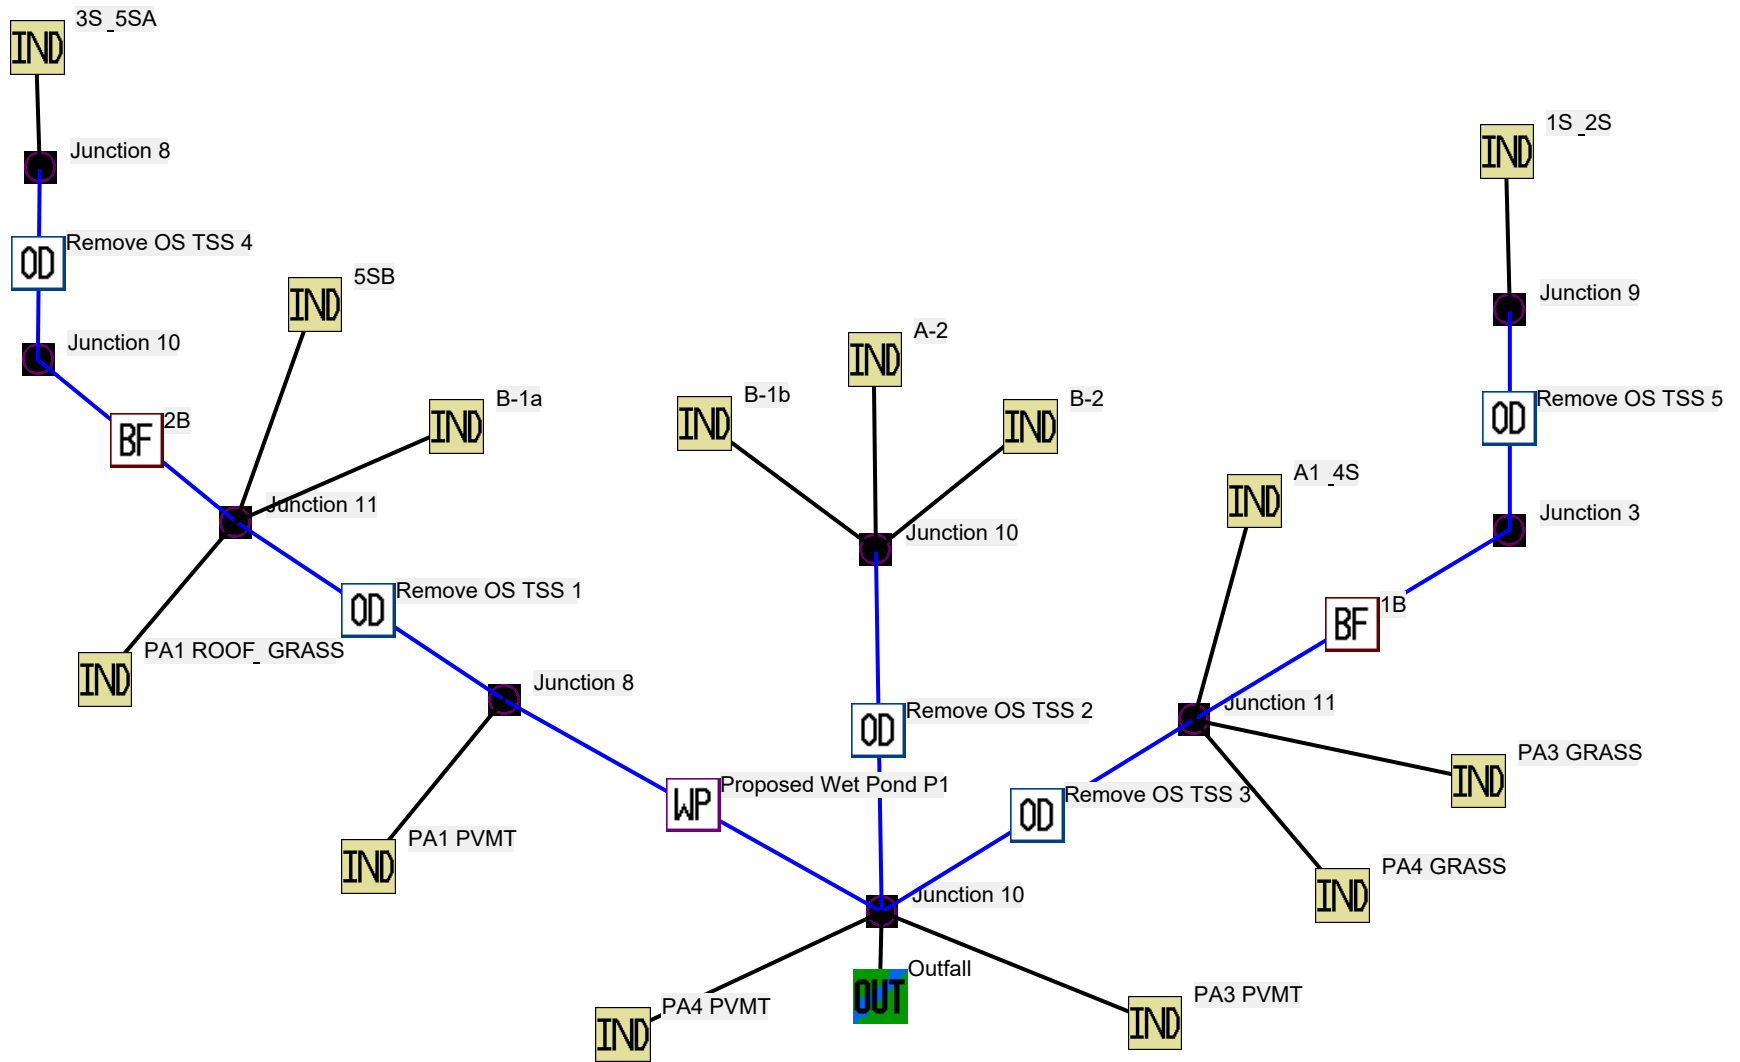 3S_5SA
IND
Junction 8
1S_2S
IND
Remove OS TSS 4
OD
5SB
IND
Junction 9
A-2
IND
Junction 10
B-1b
IND
B-2
IND
B-1a
IND
Remove OS TSS 5
OD
2B
BF
A1_4S
IND
Junction 11
Junction 3
Junction 10
Remove OS TSS 1
OD
1B
BF
PA1 ROOF_ GRASS
IND
Junction 8
Junction 11
Remove OS TSS 2
OD
PA3 GRASS
IND
Proposed Wet Pond P1
WP
Remove OS TSS 3
OD
PA1 PVMT
IND
PA4 GRASS
IND
Junction 10
Outfall
OUT
PA4 PVMT
IND
PA3 PVMT
IND